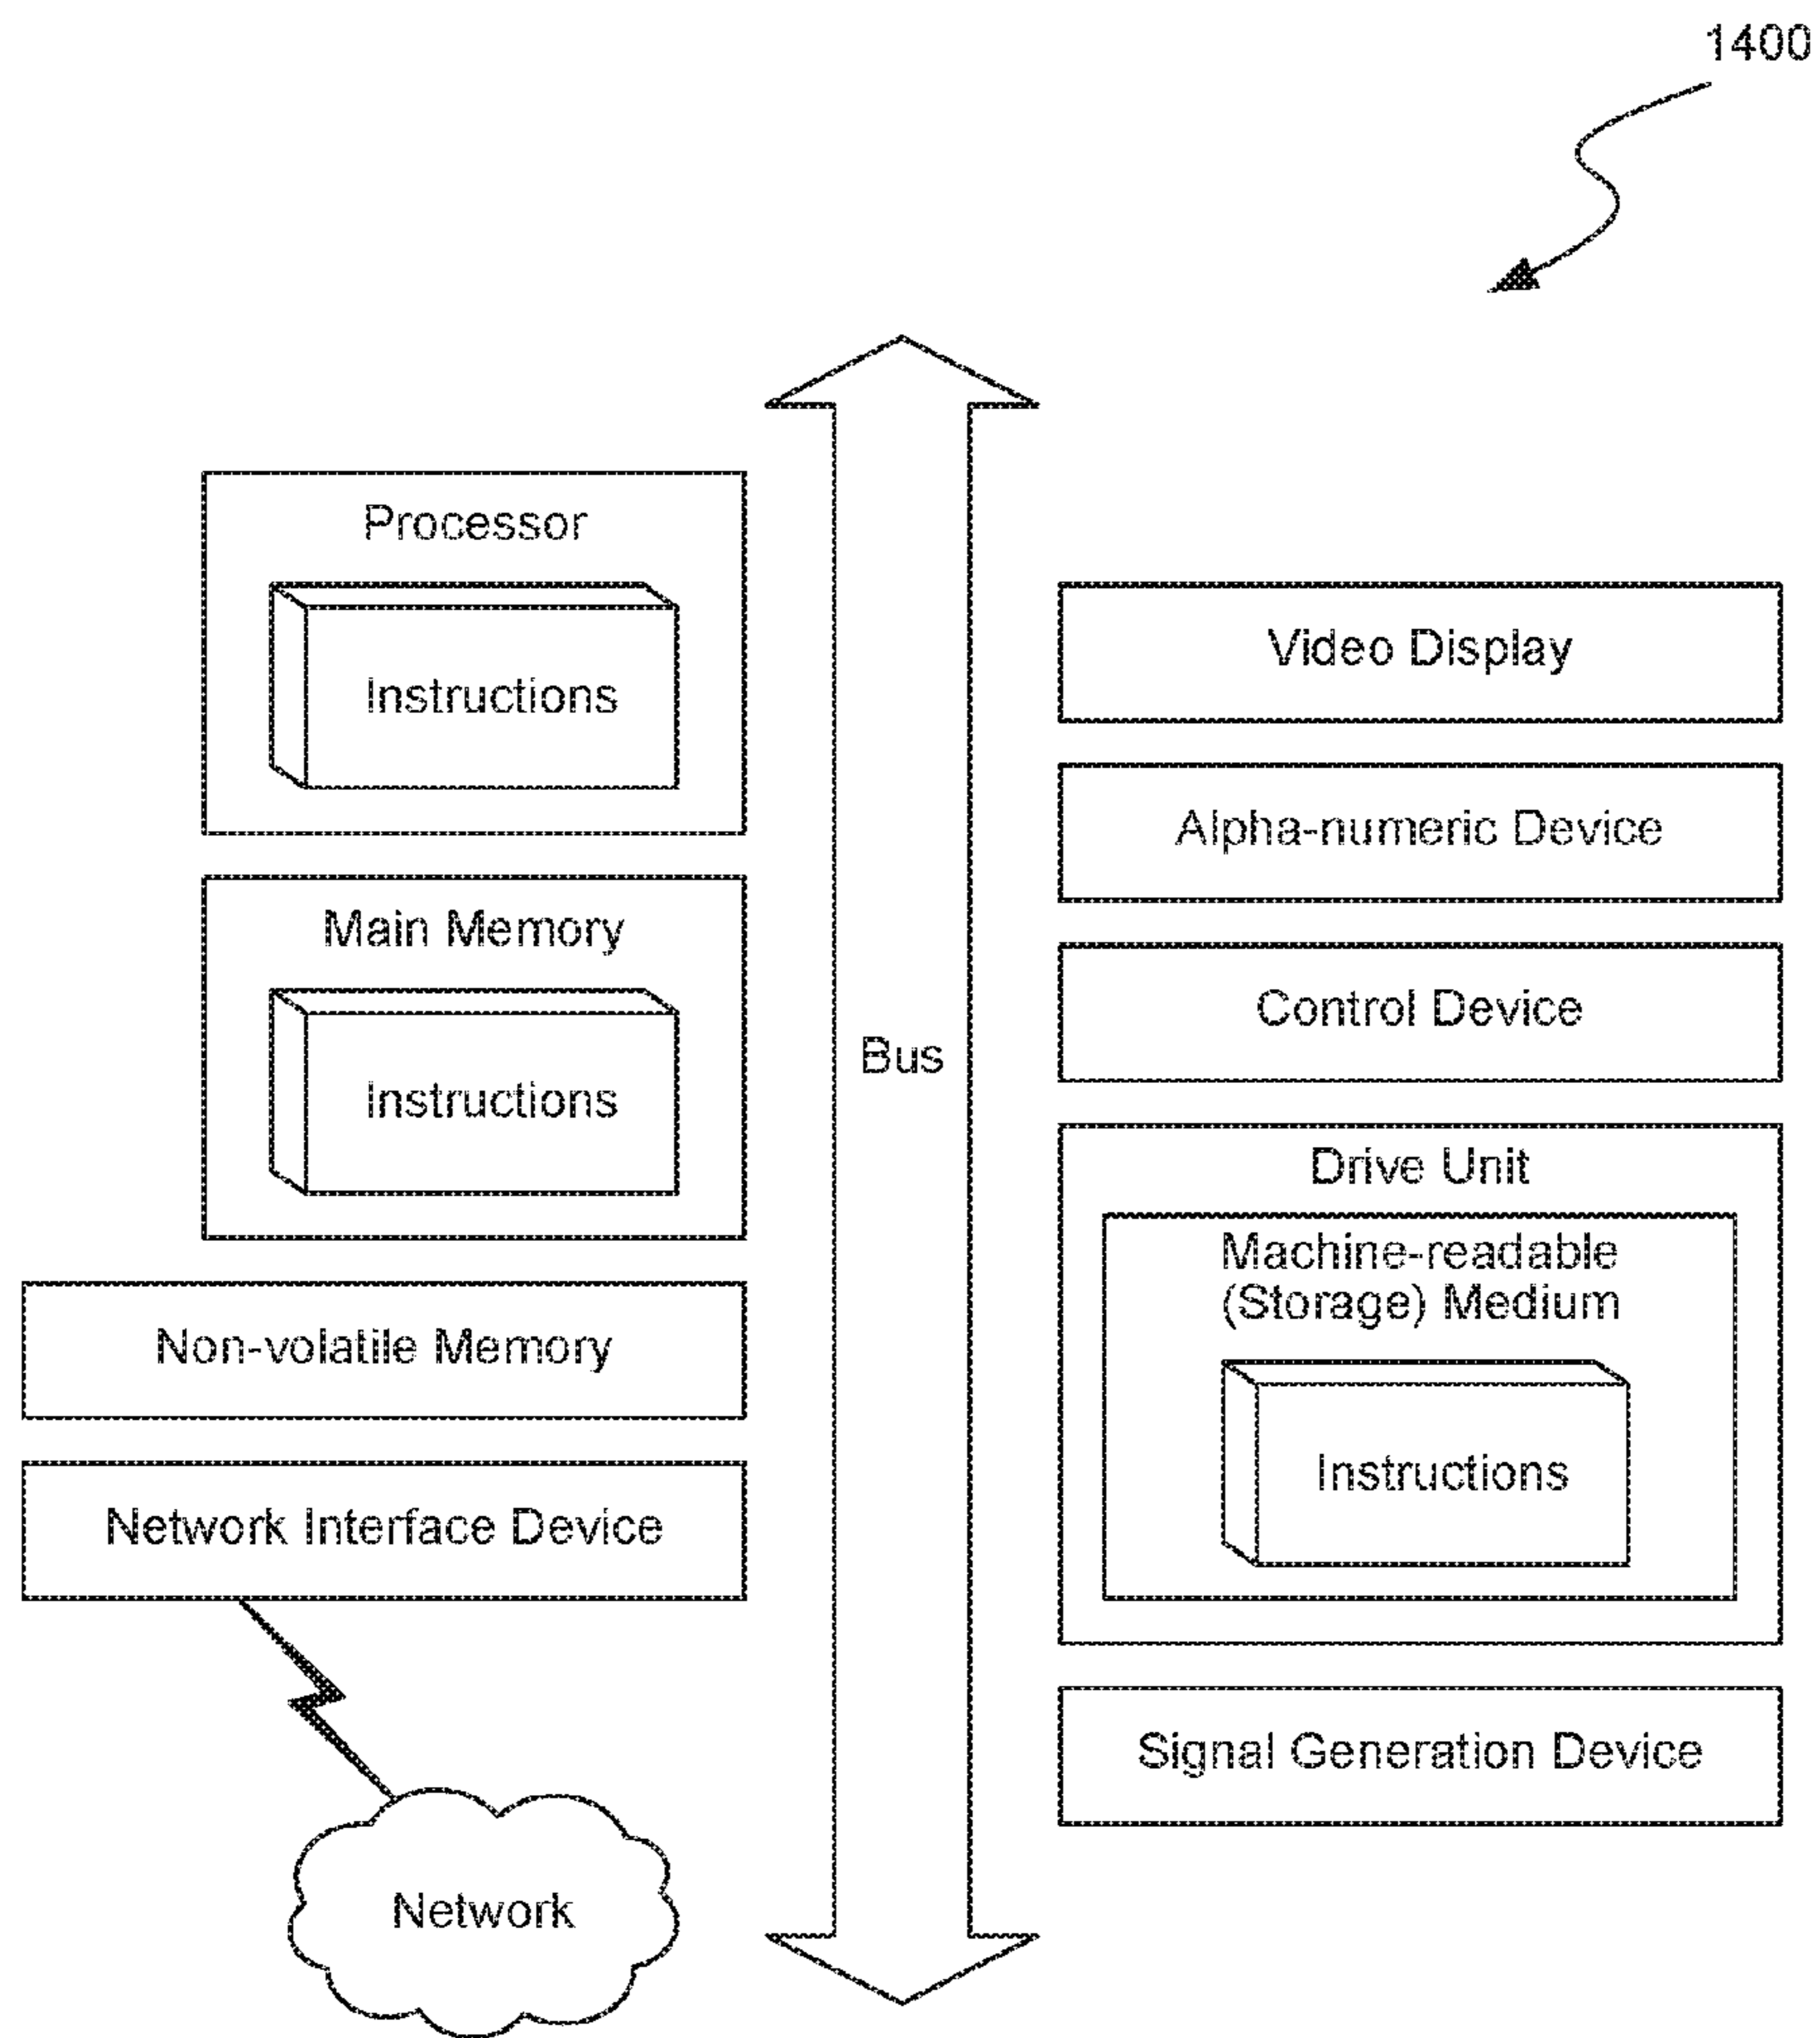 1400
Processor
Instructions
Main Memory
Instructions
Non-volatile Memory
Network Interface Device
Network
Bus
Video Display
Alpha-numeric Device
Control Device
Drive Unit
Machine-readable
(Storage) Medium
Instructions
Signal Generation Device